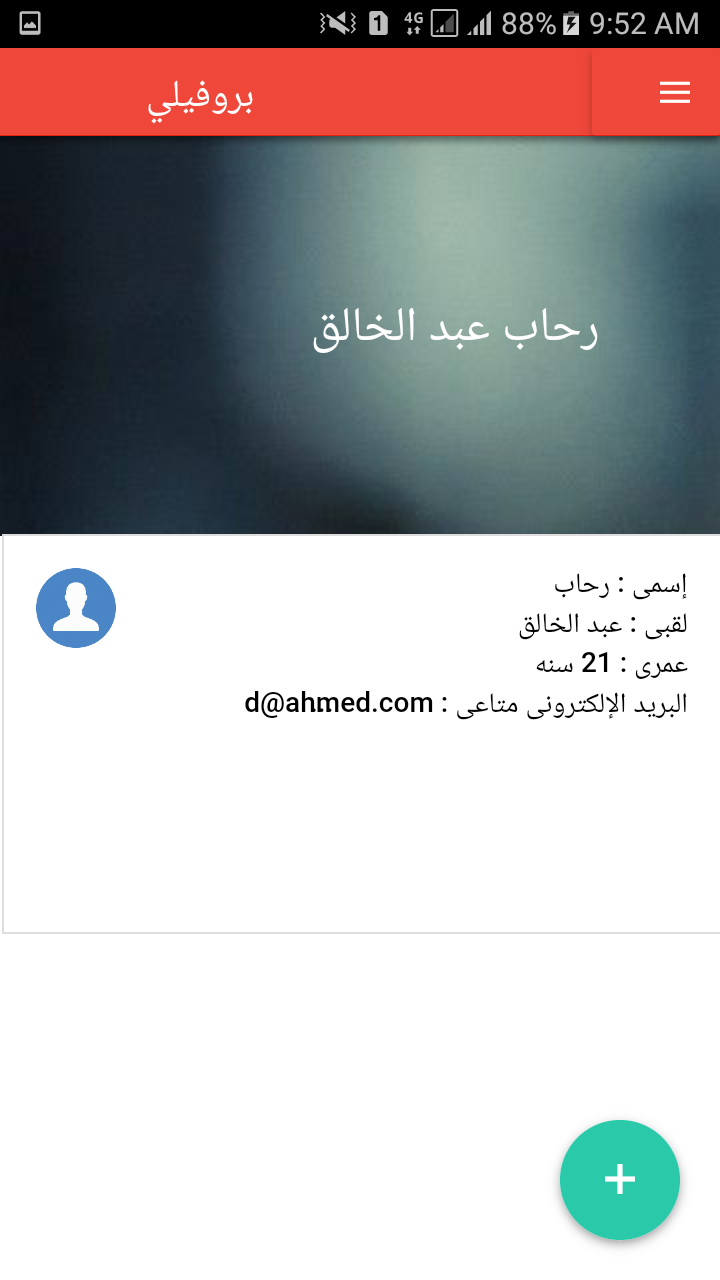 88% 9:52 AM
4G
1
بروفيلي
رحاب عبد الخالق
إسمى : رحاب
لقبى : عبد الخالق
عمرى : 21 سنه
البريد الإلكترونى متاعى : d@ahmed.com
+